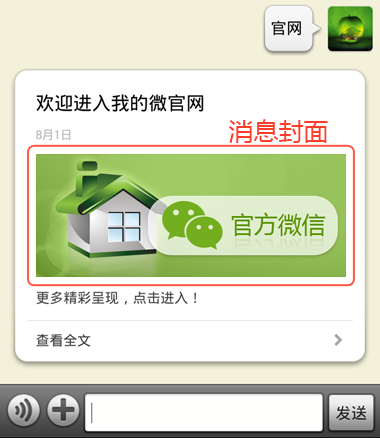 官网
欢迎进入我的微官网
8月1日
消息封面
官方微信
更多精彩呈现，点击进入！
查看全文
发送